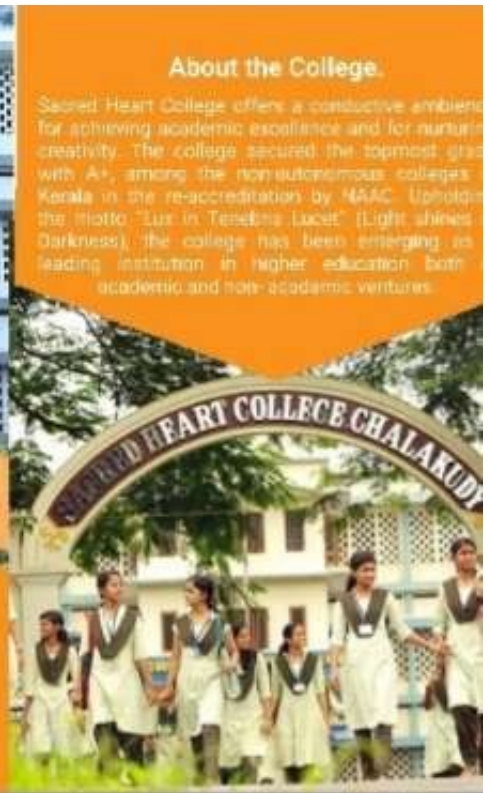 About the College.
Sacred Heart College offers a conductive ambienc
for achieving academic excellence and for nurturin
creativity. The college secured the topmost grad
with A+, among the non-autonomous colleges i
Kerala in the re-accreditation by NAAC. Upholdin
the motto "Lux in Tenebris Lucet" (Light shines i
Darkness), the college has been emerging as
leading institution in higher education both
academic and non- academic ventures.
SACRED HEART COLLEGE CHALAKUDY